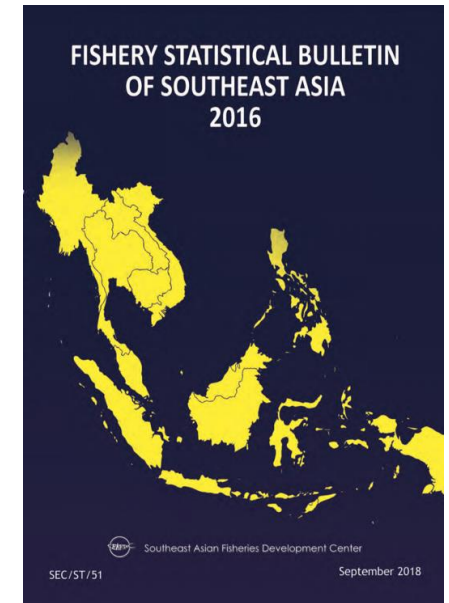 FISHERY STATISTICAL BULLETIN
OF SOUTHEAST ASIA
2016
Southeast Asian Fisheries Development Center
SEC/ST/51
September 2018